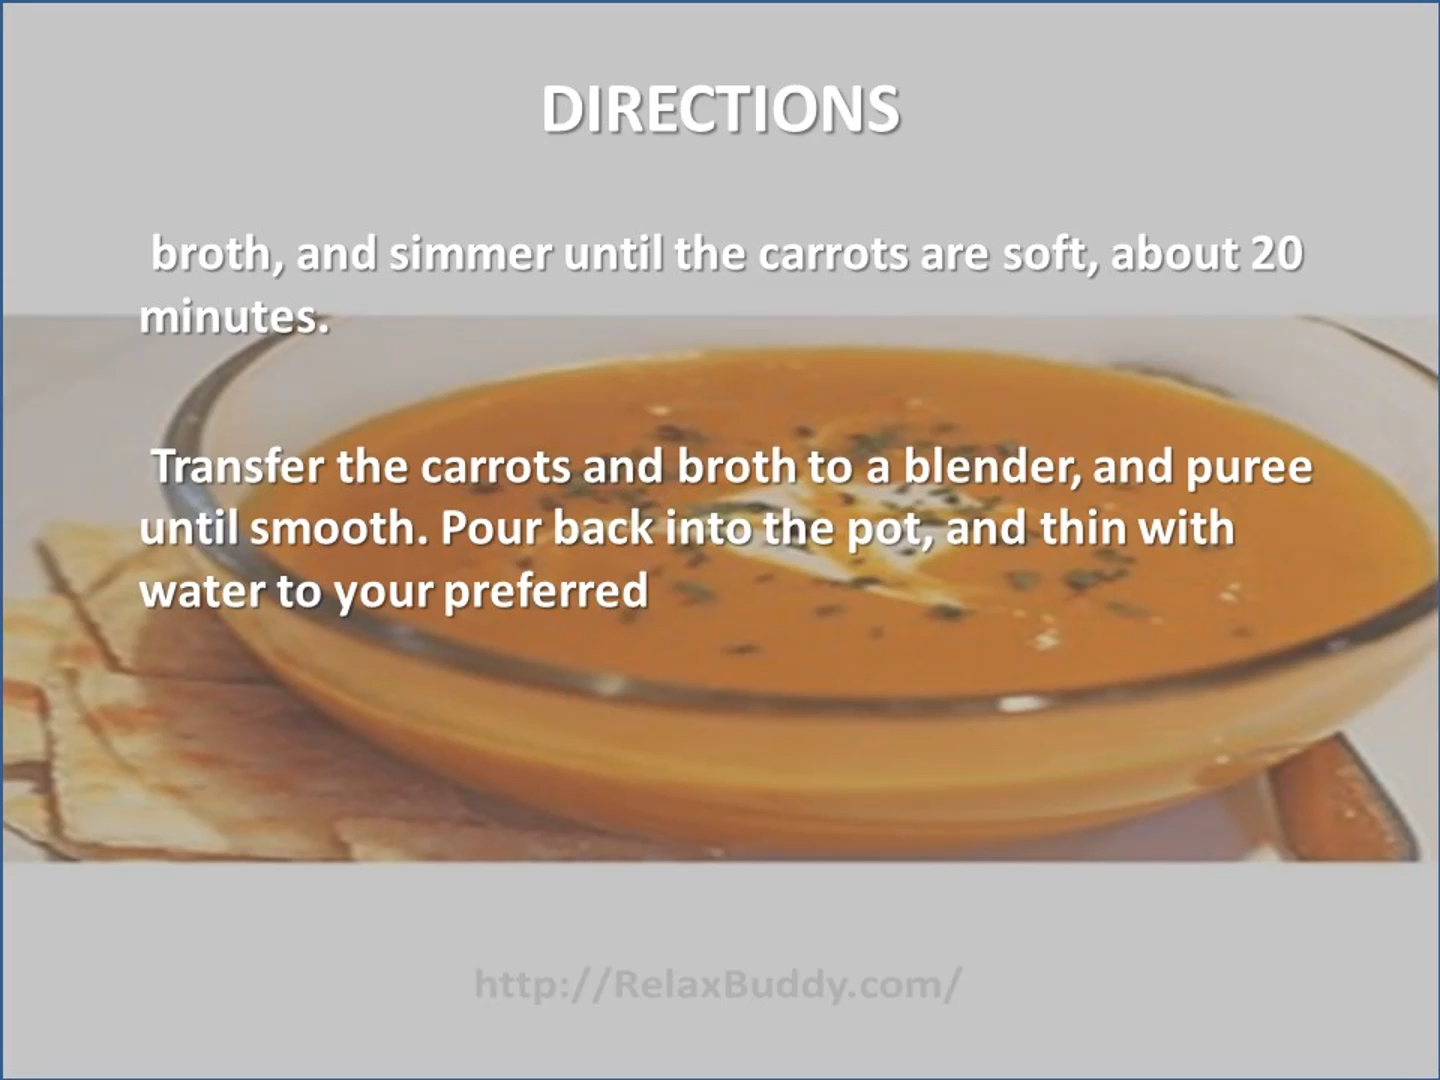 DIRECTIONS
broth, and simmer until the carrots are soft, about 20
minutes.
Transfer the carrots and broth to a blender, and puree
until smooth. Pour back into the pot, and thin with
water to your preferred
http://RelaxBuddy.com/